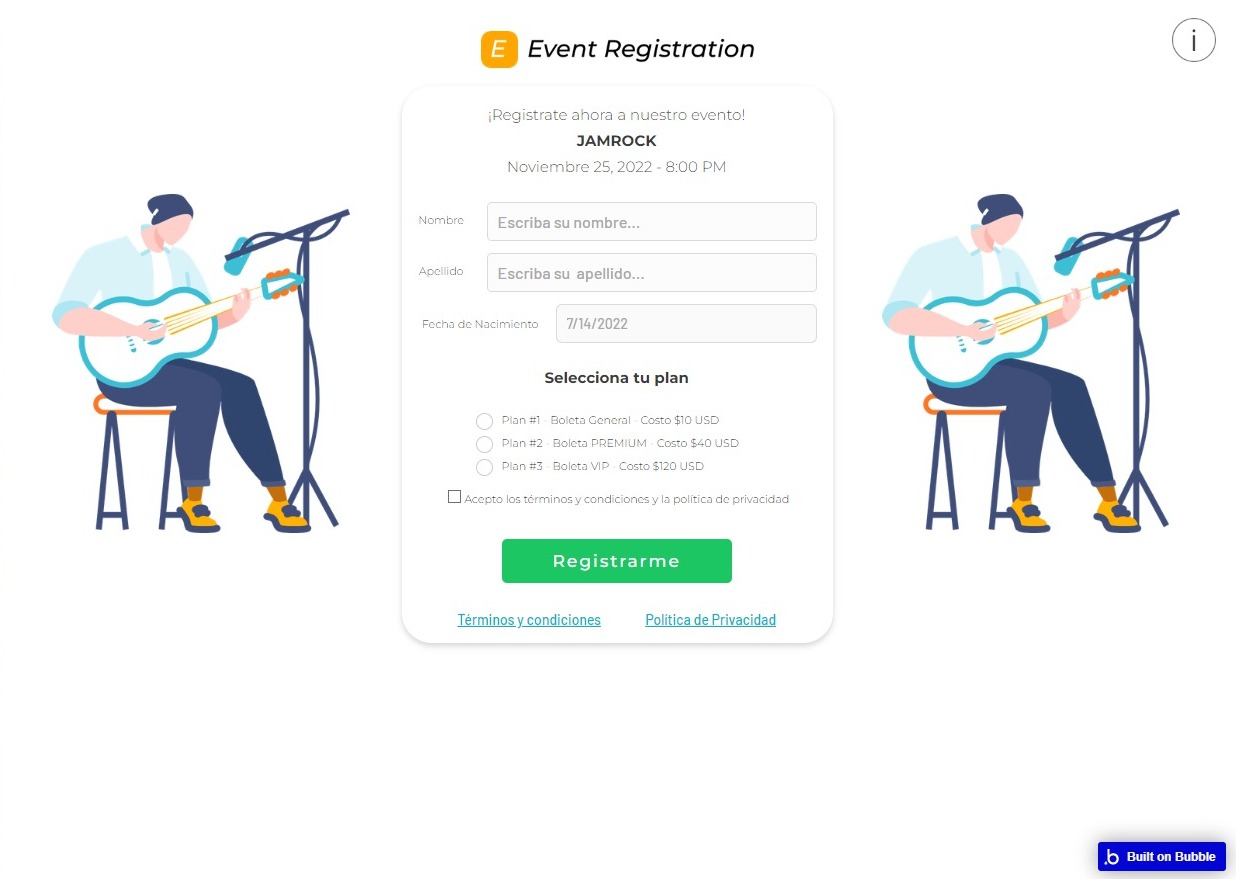 E Event Registration
i
¡Registrate ahora a nuestro evento!
JAMROCK
Noviembre 25, 2022 - 8:00 PM
Nombre Escriba su nombre...
Apellido Escriba su apellido...
Fecha de Nacimiento 7/14/2022
Selecciona tu plan
Plan #1 - Boleta General - Costo $10 USD
Plan #2 - Boleta PREMIUM - Costo $40 USD
Plan #3 - Boleta VIP - Costo $120 USD
Acepto los términos y condiciones y la política de privacidad
Registrarme
Términos y condiciones Política de Privacidad
.b Built on Bubble